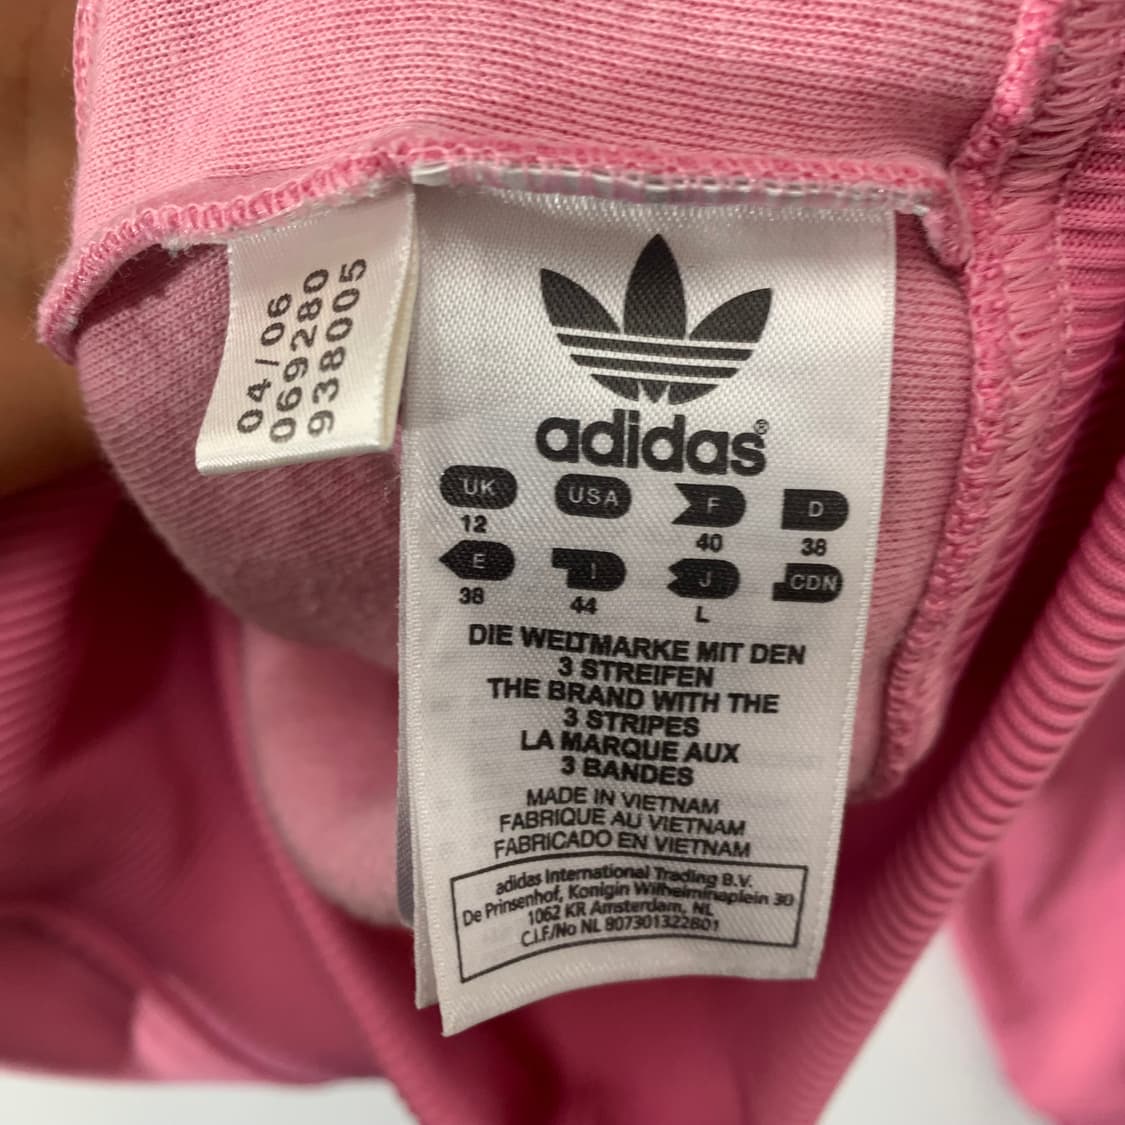 04/06
069280
938005
adidas®
UK USA F D
12 40 38
E I J CDN
38 44 L
DIE WELTMARKE MIT DEN
3 STREIFEN
THE BRAND WITH THE
3 STRIPES
LA MARQUE AUX
3 BANDES
MADE IN VIETNAM
FABRIQUE AU VIETNAM
FABRICADO EN VIETNAM
adidas International Trading B.V.
De Prinsenhof, Konigin Wilhelminaplein 30
1062 KR Amsterdam, NL
C.I.F./No NL 807301322B01